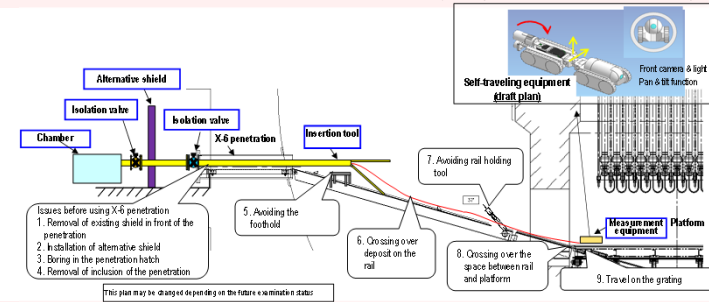 Front camera & light
Pan & tilt function
Self-traveling equipment
(draft plan)
Alternative shield
Isolation valve
Isolation valve
Chamber
X-6 penetration
Insertion tool
7. Avoiding rail holding
tool
Issues before using X-6 penetration
1. Removal of existing shield in front of the
penetration
2. Installation of alternative shield
3. Boring in the penetration hatch
4. Removal of inclusion of the penetration
5. Avoiding the
foothold
6. Crossing over
deposit on the
rail
Measurement
equipment
Platform
8. Crossing over the
space between rail
and platform
9. Travel on the grating
This plan may be changed depending on the future examination status